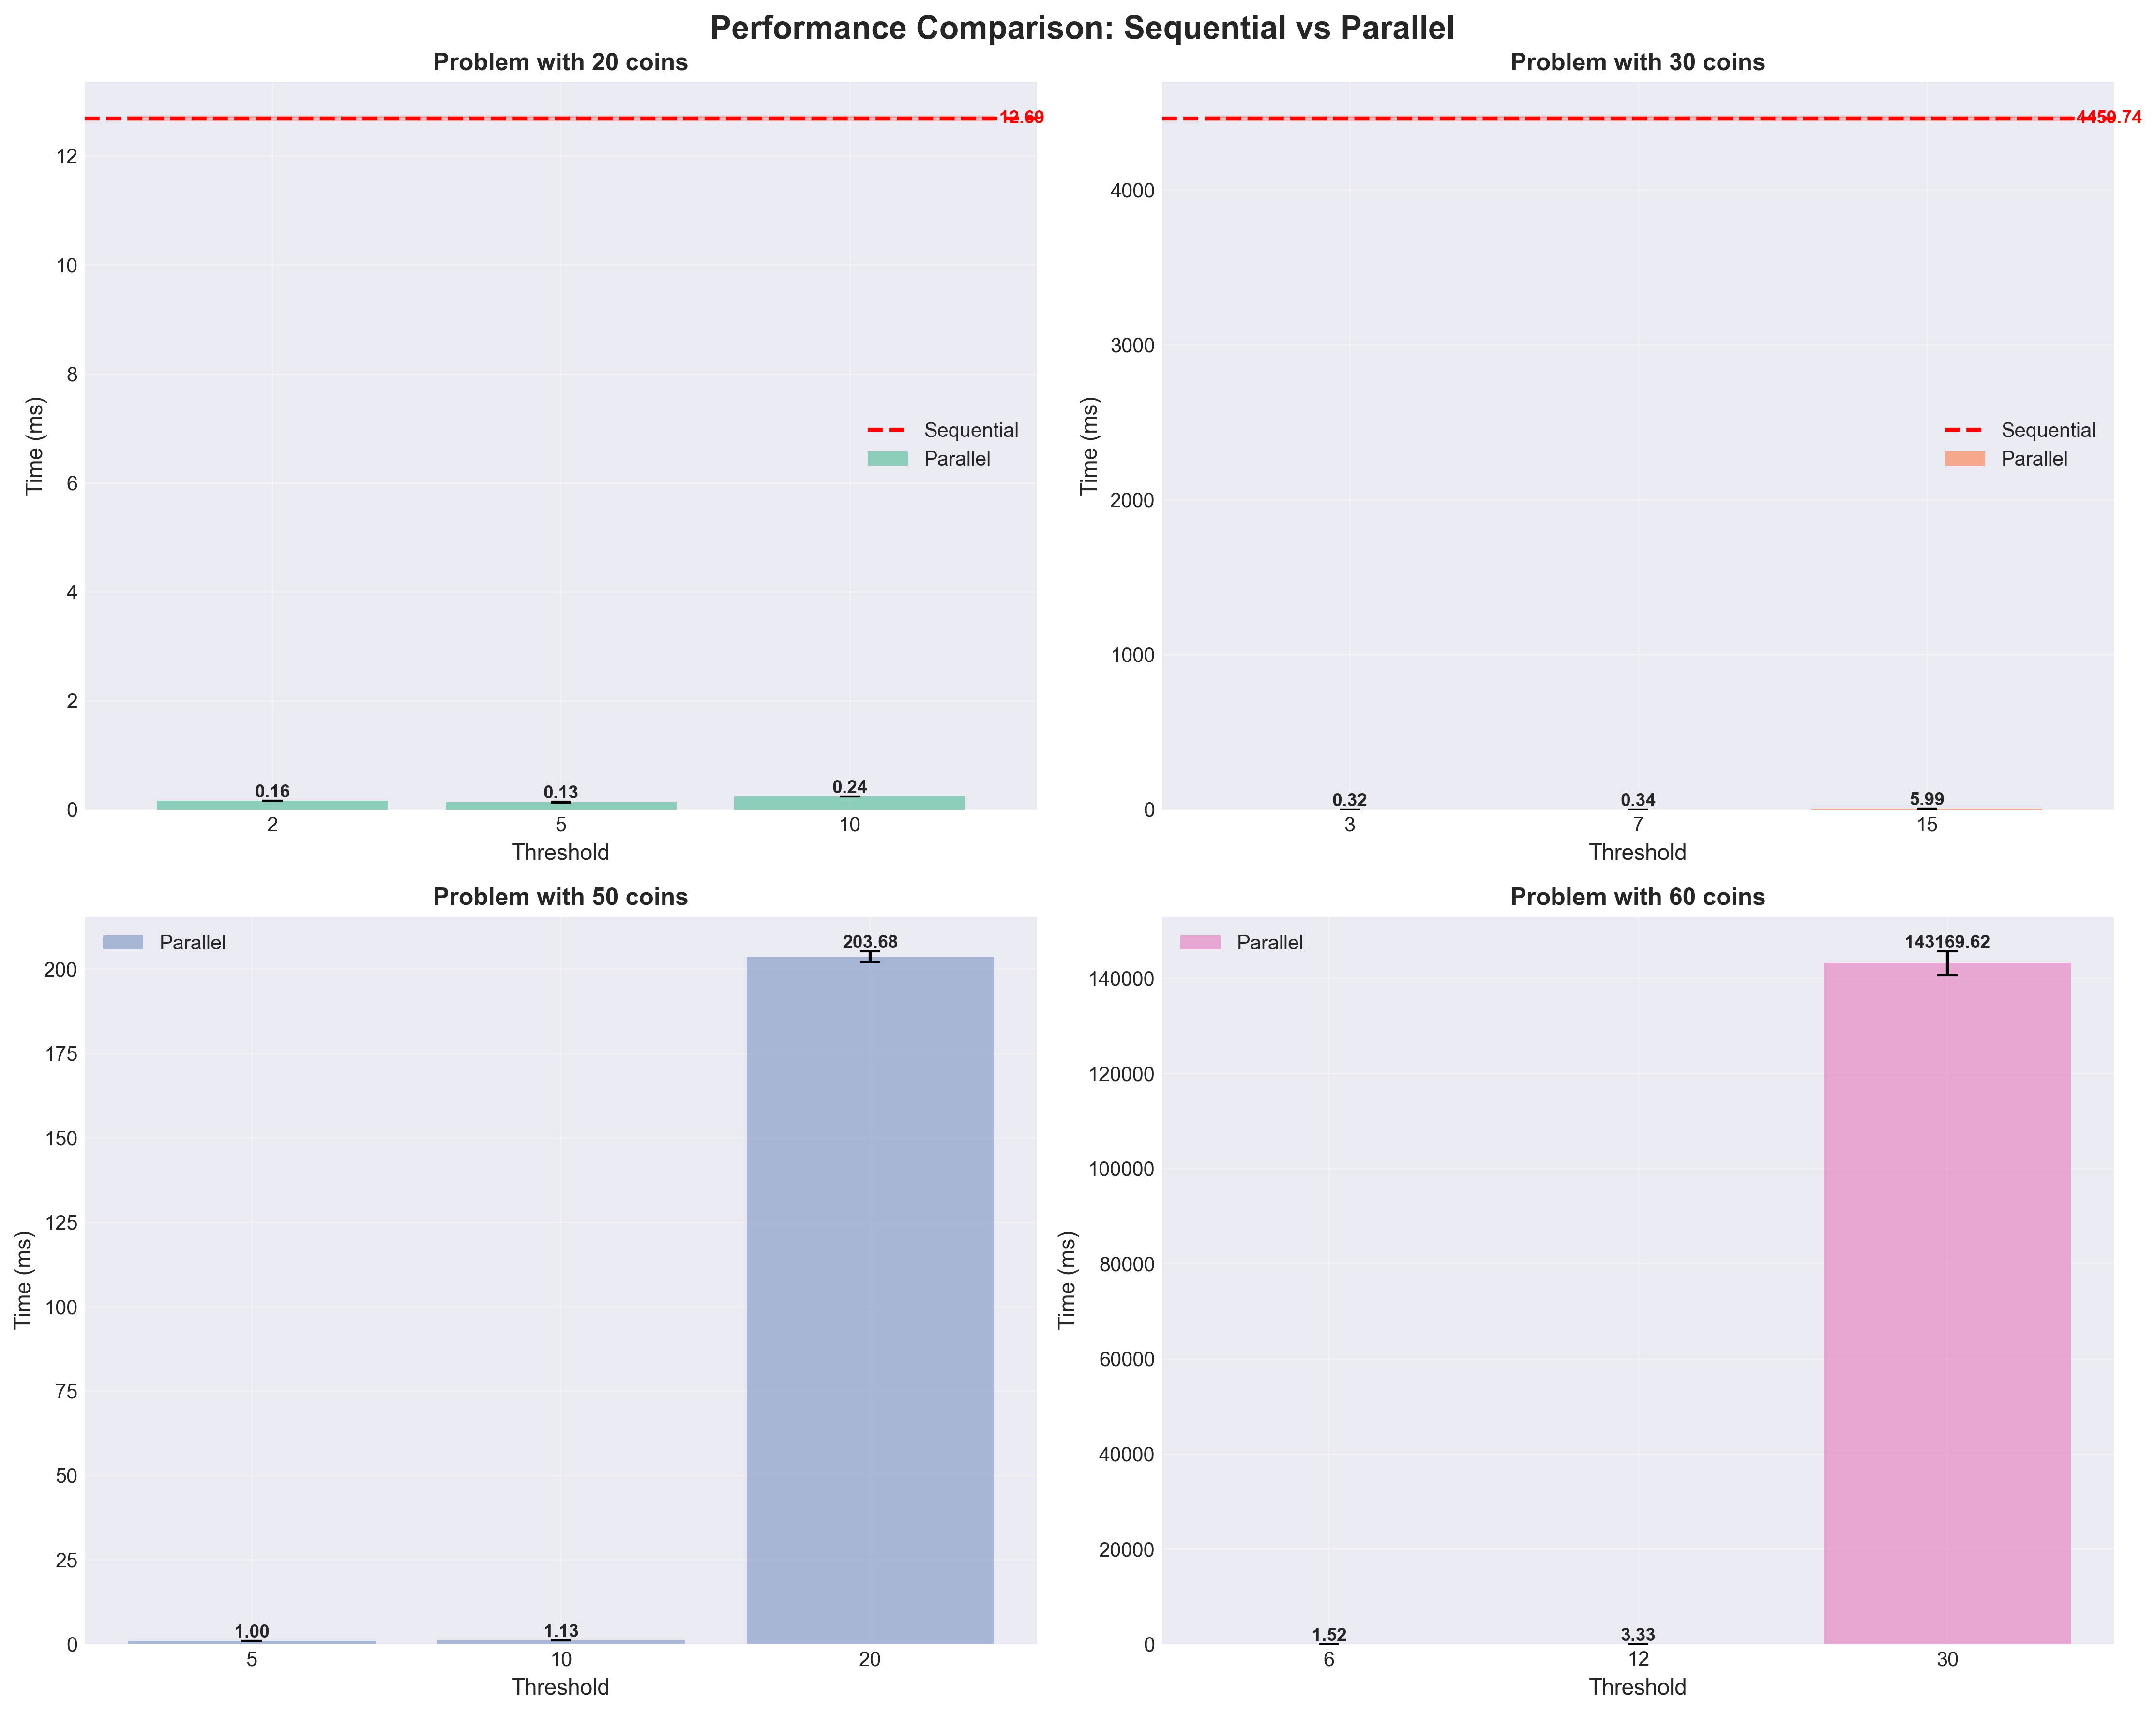 Performance Comparison: Sequential vs Parallel
Problem with 20 coins
12.69
12
10
8
6
4
2
0
Time (ms)
Sequential
Parallel
0.16
0.13
0.24
2
5
10
Threshold
Problem with 30 coins
4459.74
4000
3000
2000
1000
0
Time (ms)
Sequential
Parallel
0.32
0.34
5.99
3
7
15
Threshold
Problem with 50 coins
Parallel
203.68
200
175
150
125
100
75
50
25
0
Time (ms)
1.00
1.13
5
10
20
Threshold
Problem with 60 coins
Parallel
143169.62
140000
120000
100000
80000
60000
40000
20000
0
Time (ms)
1.52
3.33
6
12
30
Threshold